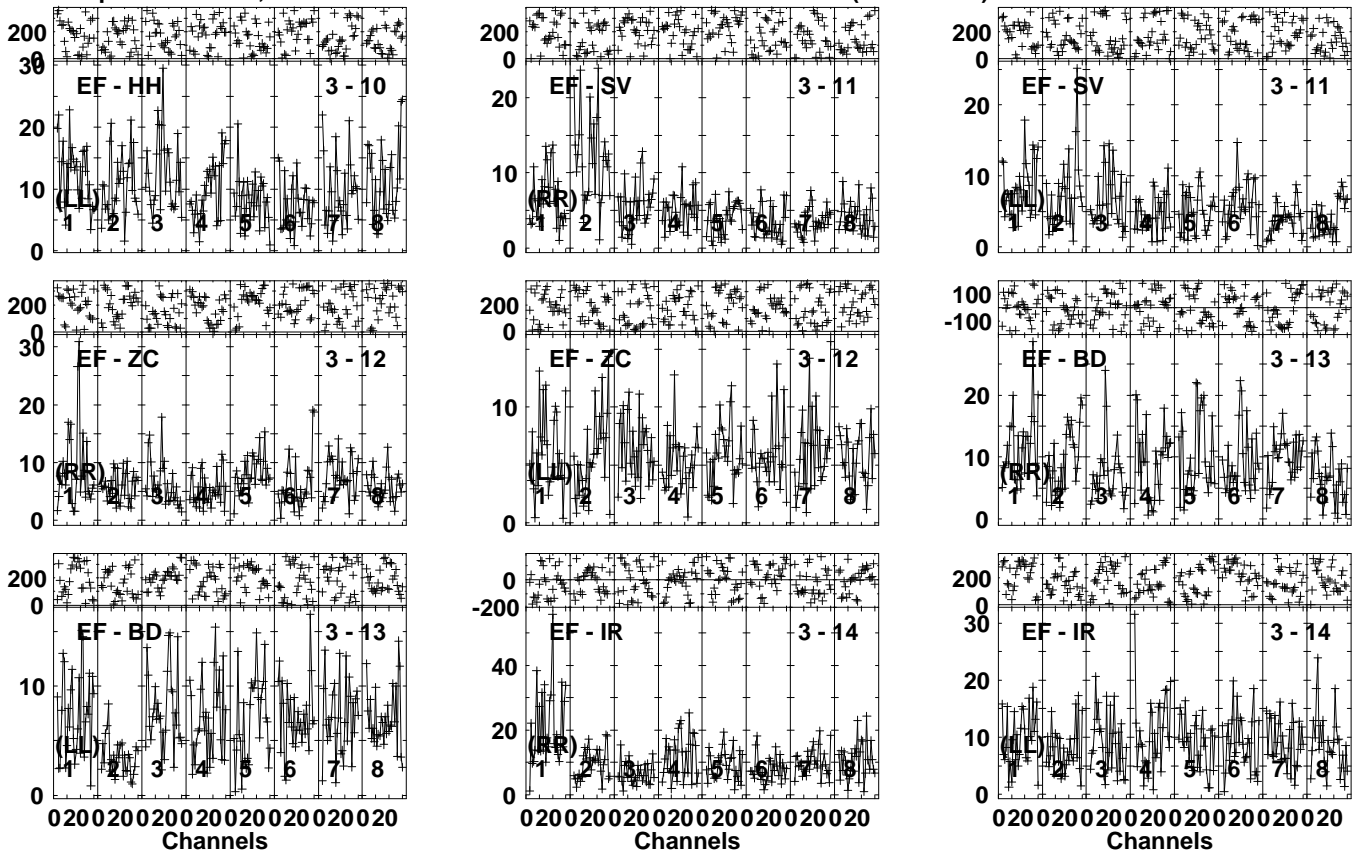 200 0 200 0 200 0
30 20 10 0 EF - HH 3 - 10 (LL) 1 2 3 4 5 6 7 8
20 10 0 EF - SV 3 - 11 (RR) 1 2 3 4 5 6 7 8
20 10 0 EF - SV 3 - 11 (LL) 1 2 3 4 5 6 7 8
200 0 200 0 100 -100
30 20 10 0 EF - ZC 3 - 12 (RR) 1 2 3 4 5 6 7 8
10 0 EF - ZC 3 - 12 (LL) 1 2 3 4 5 6 7 8
30 20 10 0 EF - BD 3 - 13 (RR) 1 2 3 4 5 6 7 8
200 0 0 -200 200 0
10 0 EF - BD 3 - 13 (LL) 1 2 3 4 5 6 7 8
40 20 0 EF - IR 3 - 14 (RR) 1 2 3 4 5 6 7 8
30 20 10 0 EF - IR 3 - 14 (LL) 1 2 3 4 5 6 7 8
0 20 0 20 0 20 0 20 0 20 0 20 0 20 0 20
0 20 0 20 0 20 0 20 0 20 0 20 0 20 0 20
0 20 0 20 0 20 0 20 0 20 0 20 0 20 0 20
Channels Channels Channels